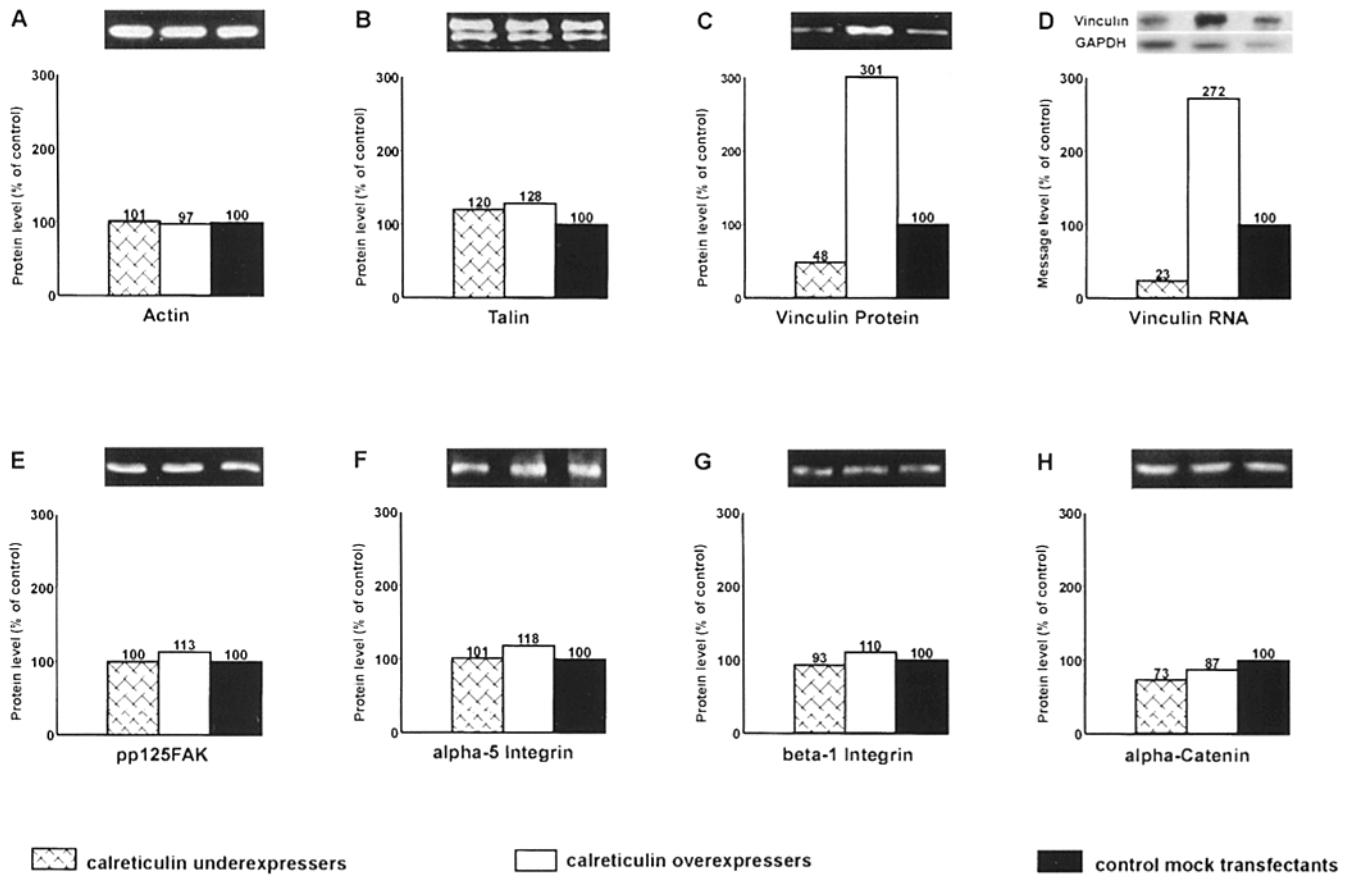 A
B
C
D
Vinculin
GAPDH
Protein level (% of control)
300
200
100
0
101
97
100
Actin
Protein level (% of control)
300
200
100
0
120
128
100
Talin
Protein level (% of control)
300
200
100
0
48
301
100
Vinculin Protein
Message level (% of control)
300
200
100
0
23
272
100
Vinculin RNA
E
F
G
H
Protein level (% of control)
300
200
100
0
100
113
100
pp125FAK
Protein level (% of control)
300
200
100
0
101
118
100
alpha-5 Integrin
Protein level (% of control)
300
200
100
0
93
110
100
beta-1 Integrin
Protein level (% of control)
300
200
100
0
73
87
100
alpha-Catenin
calreticulin underexpressers
calreticulin overexpressers
control mock transfectants